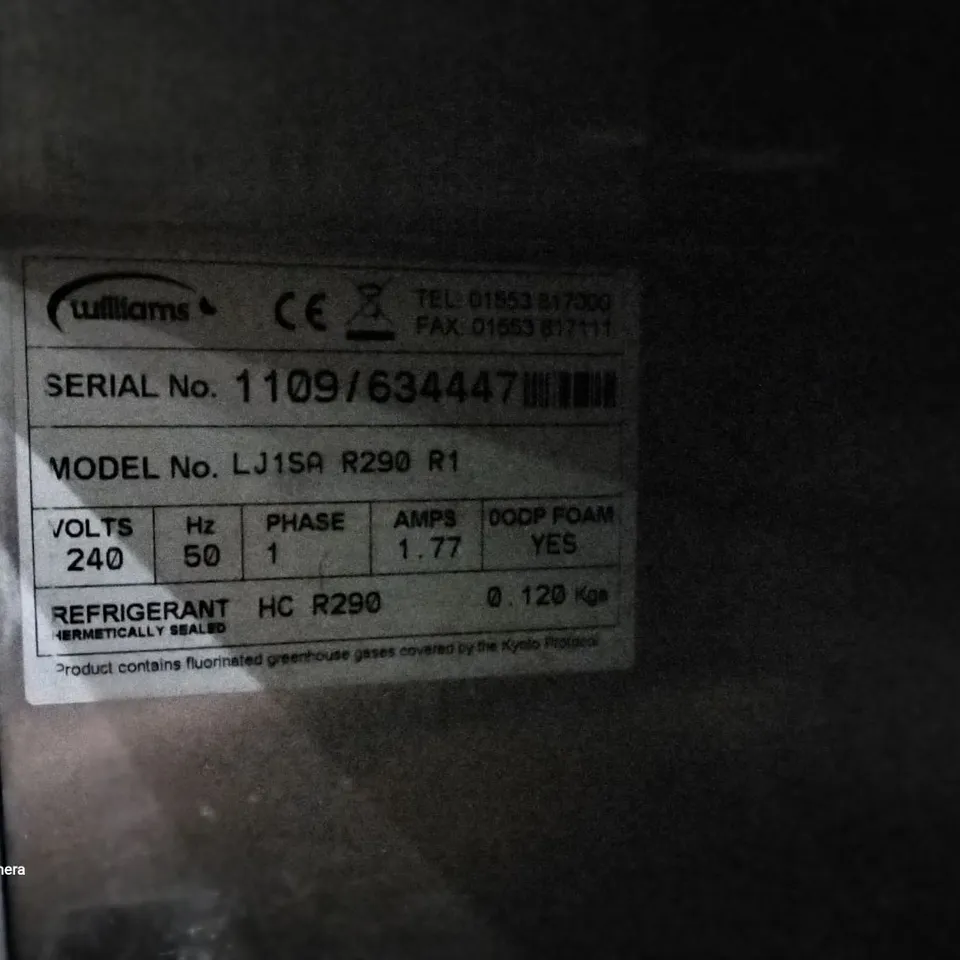 williams CE TEL: 01553 817000
FAX: 01553 817111
SERIAL No. 1109/634447
MODEL No. LJ1SA R290 R1
VOLTS Hz PHASE AMPS 0ODP FOAM
240 50 1 1.77 YES
REFRIGERANT HC R290 0.120 Kgs
HERMETICALLY SEALED
Product contains fluorinated greenhouse gases covered by the Kyoto Protocol